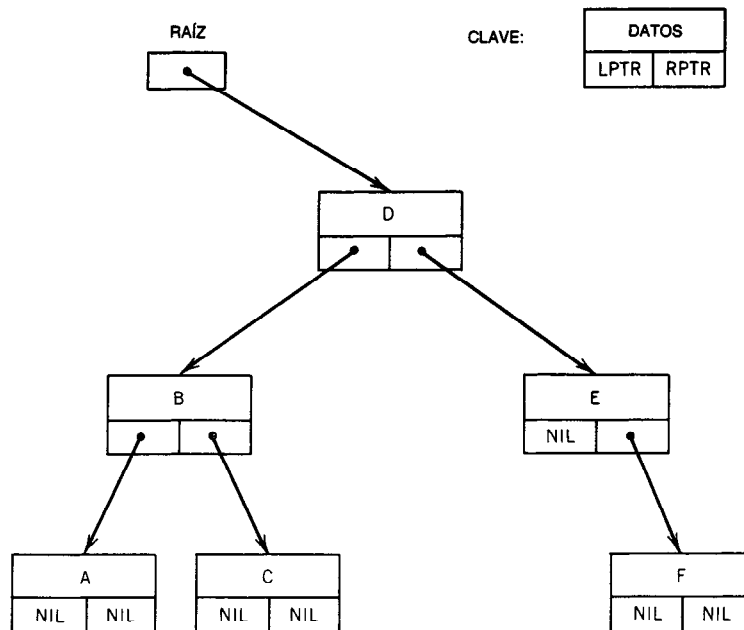 RAÍZ
CLAVE:
DATOS
LPTR RPTR
D
B
E
NIL
A
C
F
NIL NIL
NIL NIL
NIL NIL